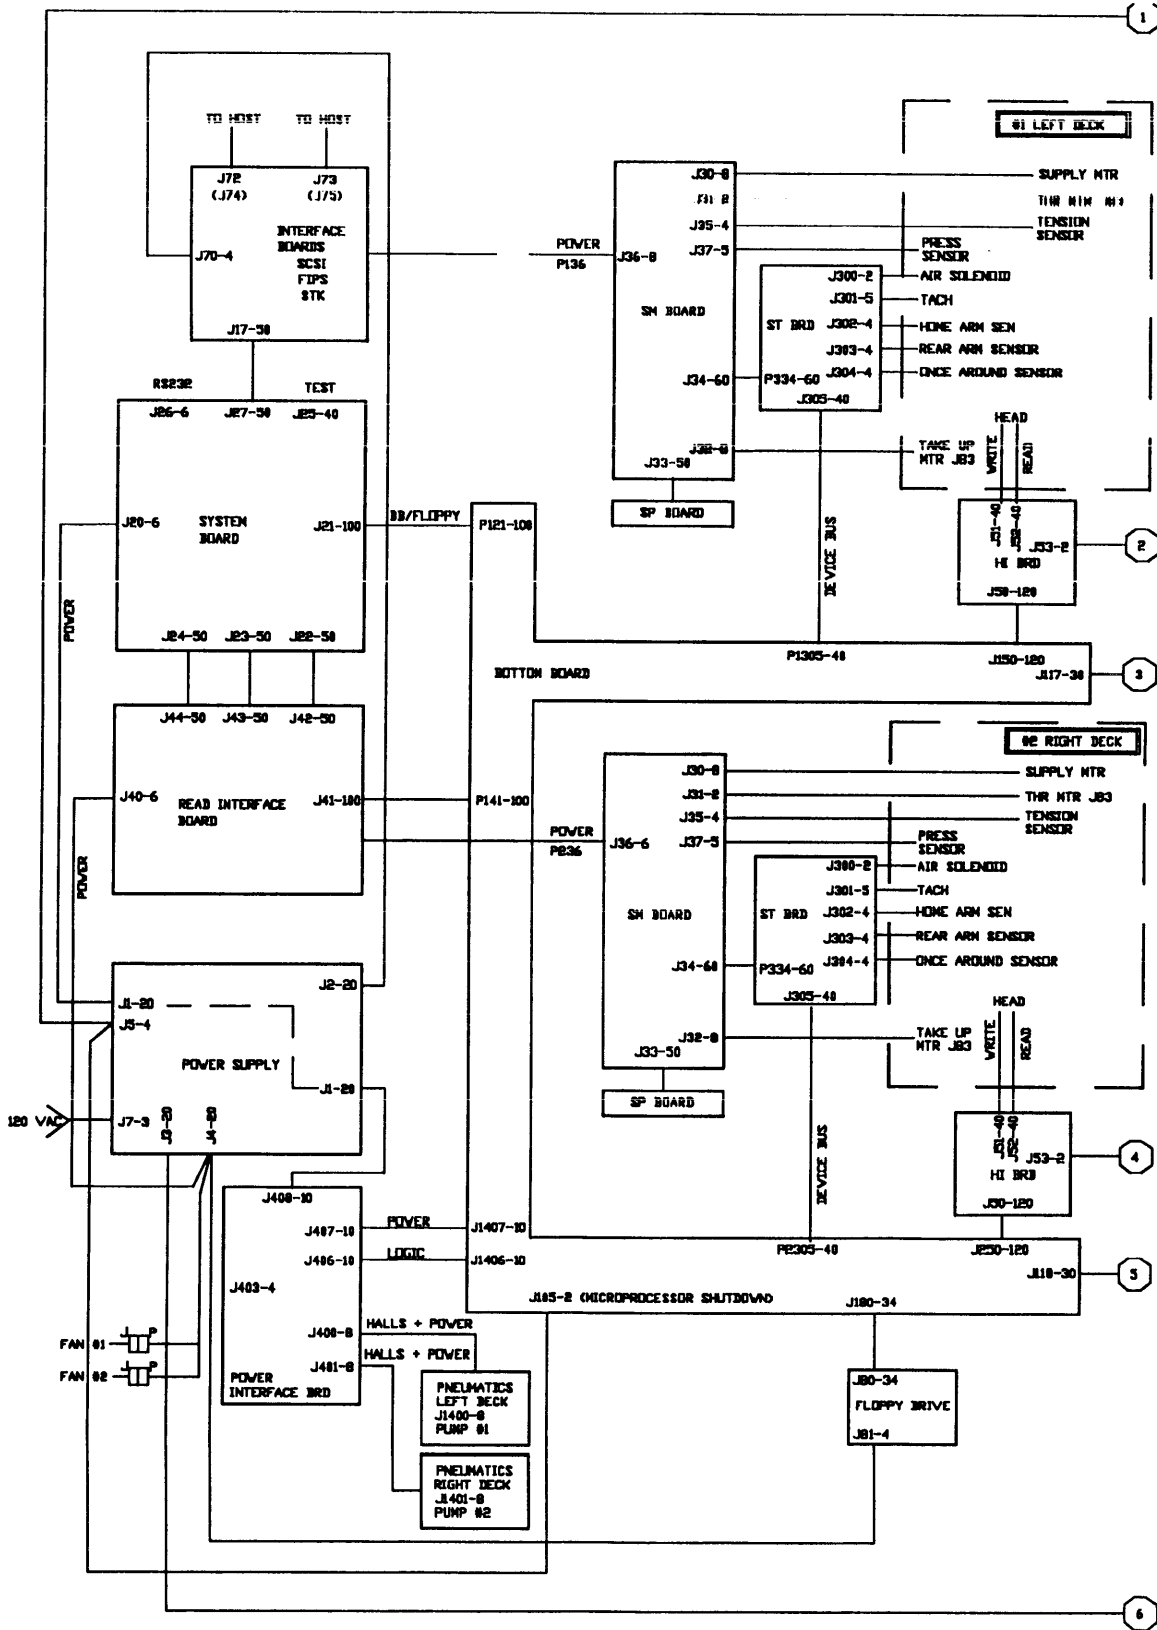 1
TO HOST
TO HOST
#1 LEFT DECK
J72
(J74)
J73
(J75)
J30-8
SUPPLY MTR
J31-2
INTERFACE
BOARDS
SCSI
FIPS
STK
J35-4
TENSION
SENSOR
J70-4
POWER
P136
J36-8
J37-5
PRESS
SENSOR
J300-2
AIR SOLENOID
J301-5
TACH
SM BOARD
ST BRD
J302-4
HOME ARM SEN
J17-50
J303-4
REAR ARM SENSOR
J34-60
P334-60
J304-4
ONCE AROUND SENSOR
J305-40
RS232
TEST
J26-6
J27-50
J25-40
HEAD
WRITE
READ
J32-8
TAKE UP
MTR J83
J33-50
SP BOARD
J20-6
SYSTEM
BOARD
J21-100
BB/FLOPPY
P121-100
DEVICE BUS
J51-40
J52-40
J53-2
2
HI BRD
J50-120
POWER
J24-50
J23-50
J22-50
P1305-40
J150-120
J117-30
3
BOTTOM BOARD
J44-50
J43-50
J42-50
#2 RIGHT DECK
J40-6
READ INTERFACE
BOARD
J41-100
P141-100
J30-8
SUPPLY MTR
J31-2
THR MTR J83
J35-4
TENSION
SENSOR
POWER
P236
J36-6
J37-5
PRESS
SENSOR
POWER
J300-2
AIR SOLENOID
J301-5
TACH
SM BOARD
ST BRD
J302-4
HOME ARM SEN
J303-4
REAR ARM SENSOR
J34-60
P334-60
J304-4
ONCE AROUND SENSOR
J305-40
J2-20
J1-20
J5-4
HEAD
WRITE
READ
POWER SUPPLY
J32-8
TAKE UP
MTR J83
J33-50
J1-20
SP BOARD
120 VAC
J7-3
J3-20
J4-20
DEVICE BUS
J51-40
J52-40
J53-2
4
HI BRD
J50-120
J408-10
J407-10
POWER
J1407-10
J406-10
LOGIC
J1406-10
P2305-40
J250-120
J118-30
5
J403-4
J105-2 (MICROPROCESSOR SHUTDOWN)
J180-34
J400-8
HALLS + POWER
FAN #1
J P
J401-8
HALLS + POWER
FAN #2
J P
POWER
INTERFACE BRD
PNEUMATICS
LEFT DECK
J1400-8
PUMP #1
J80-34
FLOPPY DRIVE
J81-4
PNEUMATICS
RIGHT DECK
J1401-8
PUMP #2
6